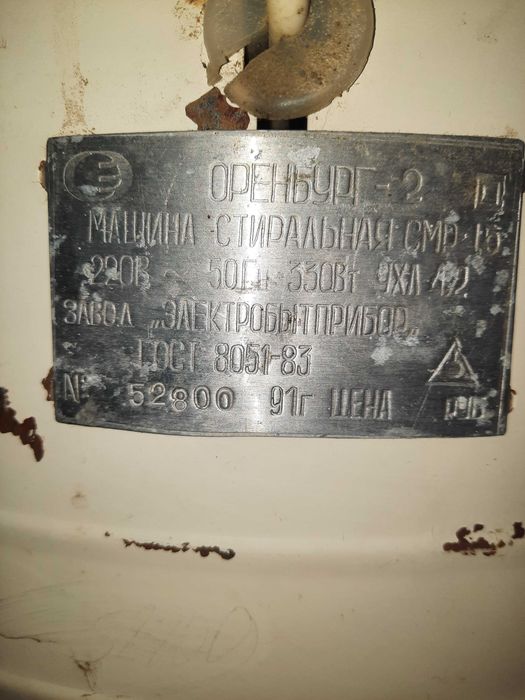 ОРЕНБУРГ-2
МАШИНА СТИРАЛЬНАЯ СМР-1,5
220В ~ 50Гц 330Вт УХЛ 4.2
ЗАВОД „ЭЛЕКТРОБЫТПРИБОР„
ГОСТ 8051-83
№ 52800 91г ЦЕНА РУБ